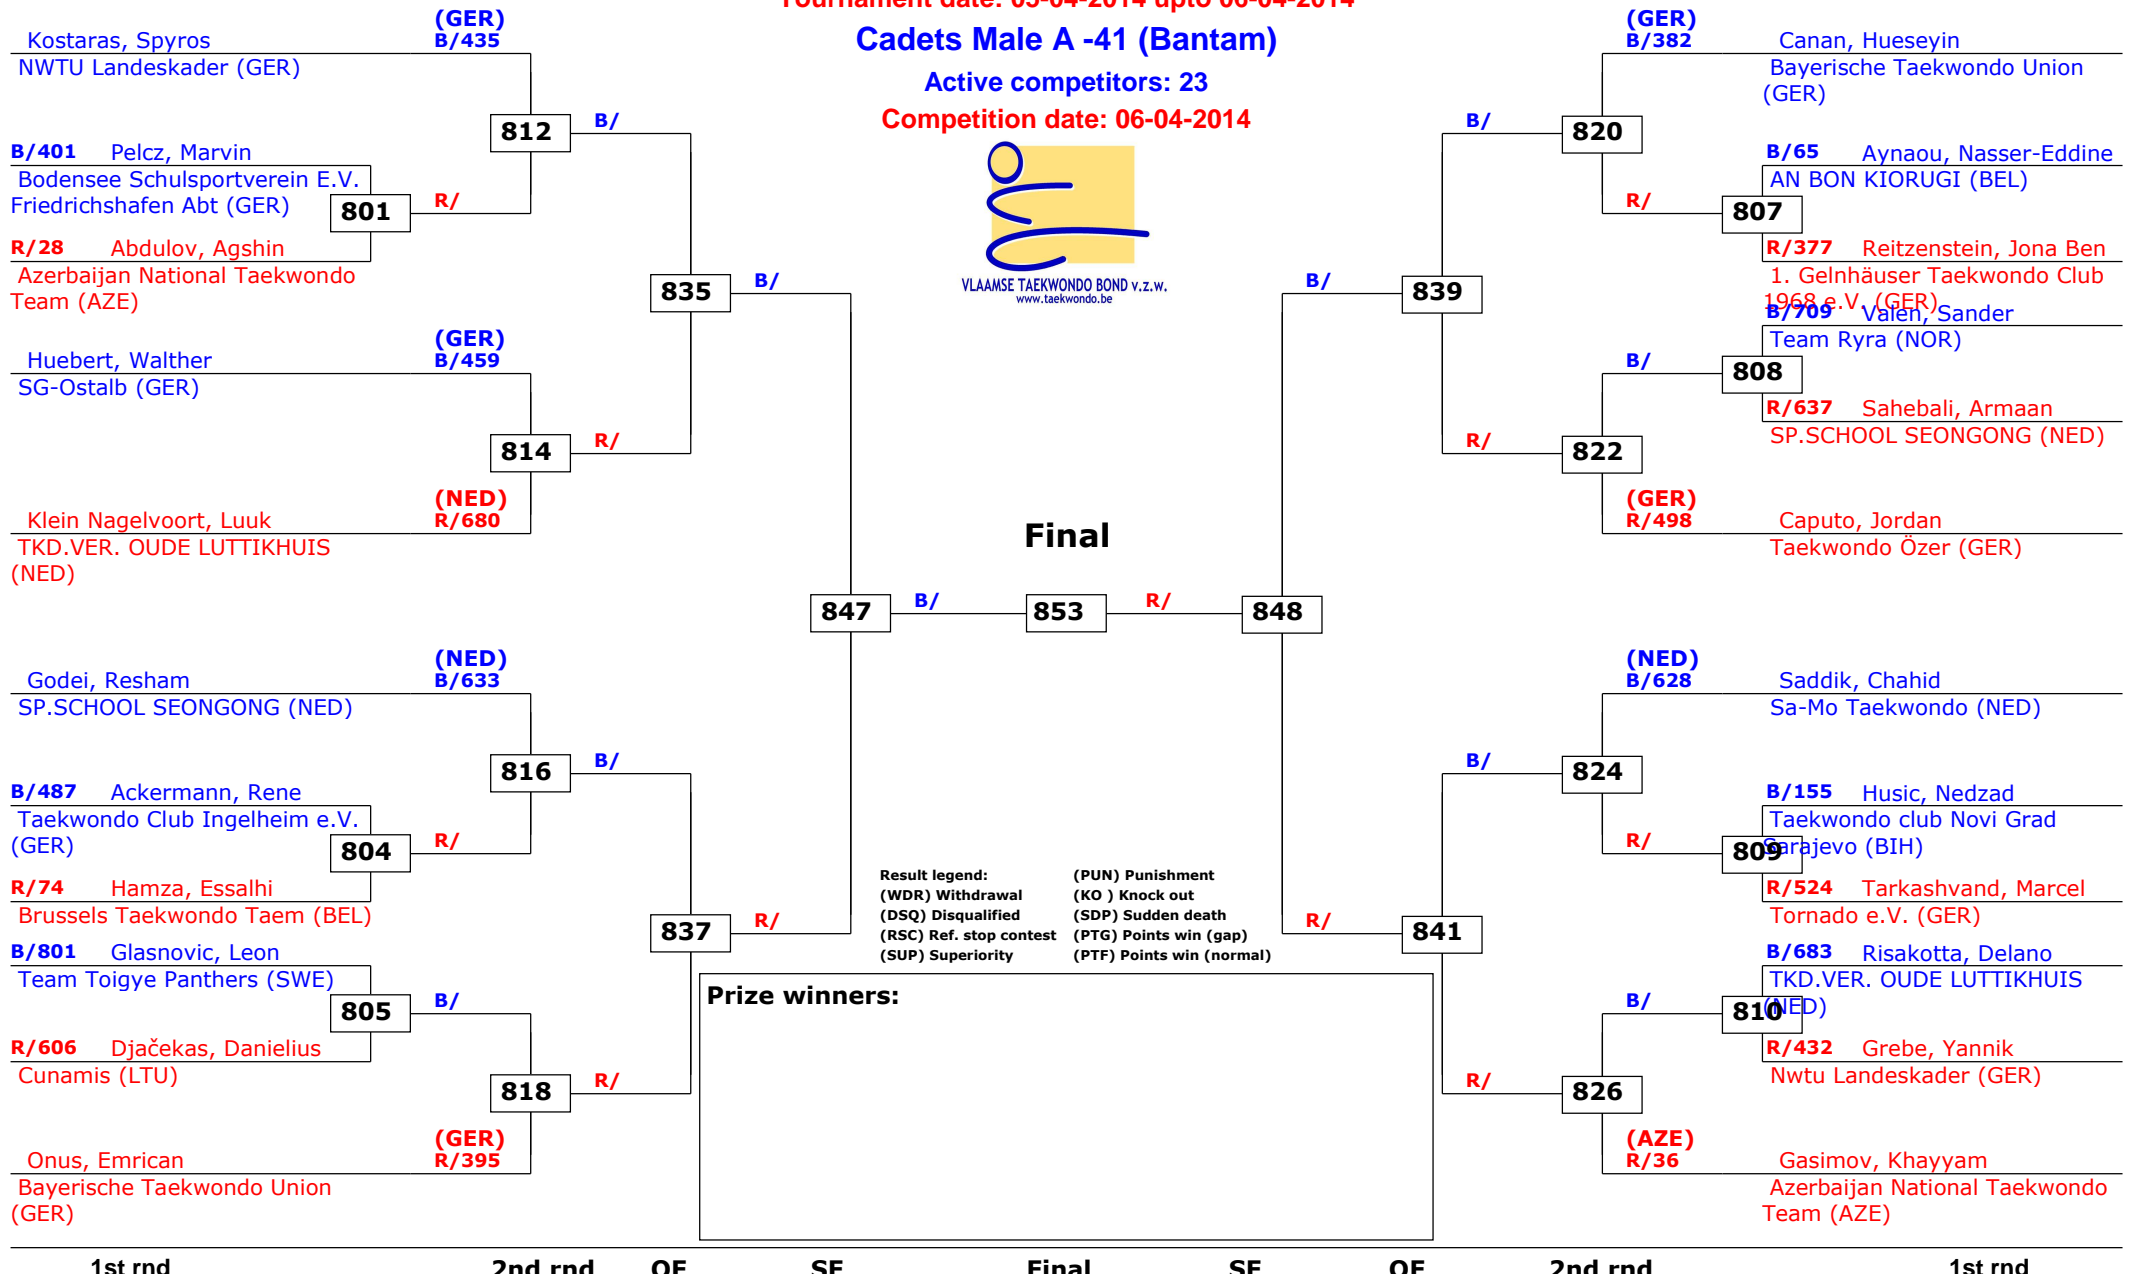 Tournament date: 05-04-2014 upto 06-04-2014
Cadets Male A -41 (Bantam)
Active competitors: 23
Competition date: 06-04-2014
VLAAMSE TAEKWONDO BOND v.z.w.
www.taekwondo.be
Kostaras, Spyros
(GER)
B/435
NWTU Landeskader (GER)
812
B/
B/401 Pelcz, Marvin
Bodensee Schulsportverein E.V.
Friedrichshafen Abt (GER)
801
R/
R/28 Abdulov, Agshin
Azerbaijan National Taekwondo
Team (AZE)
835
B/
Huebert, Walther
(GER)
B/459
SG-Ostalb (GER)
814
R/
Klein Nagelvoort, Luuk
(NED)
R/680
TKD.VER. OUDE LUTTIKHUIS
(NED)
847
B/
Godei, Resham
(NED)
B/633
SP.SCHOOL SEONGONG (NED)
816
B/
B/487 Ackermann, Rene
Taekwondo Club Ingelheim e.V.
(GER)
804
R/
R/74 Hamza, Essalhi
Brussels Taekwondo Taem (BEL)
837
R/
B/801 Glasnovic, Leon
Team Toigye Panthers (SWE)
805
B/
R/606 Djačekas, Danielius
Cunamis (LTU)
818
R/
Onus, Emrican
(GER)
R/395
Bayerische Taekwondo Union
(GER)
Final
853
R/
848
(GER)
B/382
Canan, Hueseyin
Bayerische Taekwondo Union
(GER)
B/
820
B/65 Aynaou, Nasser-Eddine
AN BON KIORUGI (BEL)
R/
807
R/377 Reitzenstein, Jona Ben
1. Gelnhäuser Taekwondo Club
1968 e.V. (GER)
B/
839
B/709 Valen, Sander
Team Ryra (NOR)
B/
808
R/637 Sahebali, Armaan
SP.SCHOOL SEONGONG (NED)
R/
822
(GER)
R/498
Caputo, Jordan
Taekwondo Özer (GER)
(NED)
B/628
Saddik, Chahid
Sa-Mo Taekwondo (NED)
B/
824
B/155 Husic, Nedzad
Taekwondo club Novi Grad
Sarajevo (BIH)
R/
809
R/524 Tarkashvand, Marcel
Tornado e.V. (GER)
R/
841
B/683 Risakotta, Delano
TKD.VER. OUDE LUTTIKHUIS
(NED)
B/
810
R/432 Grebe, Yannik
Nwtu Landeskader (GER)
R/
826
(AZE)
R/36
Gasimov, Khayyam
Azerbaijan National Taekwondo
Team (AZE)
Result legend: (PUN) Punishment
(WDR) Withdrawal (KO ) Knock out
(DSQ) Disqualified (SDP) Sudden death
(RSC) Ref. stop contest (PTG) Points win (gap)
(SUP) Superiority (PTF) Points win (normal)
Prize winners:
1st rnd 2nd rnd QF SF Final SF QF 2nd rnd 1st rnd